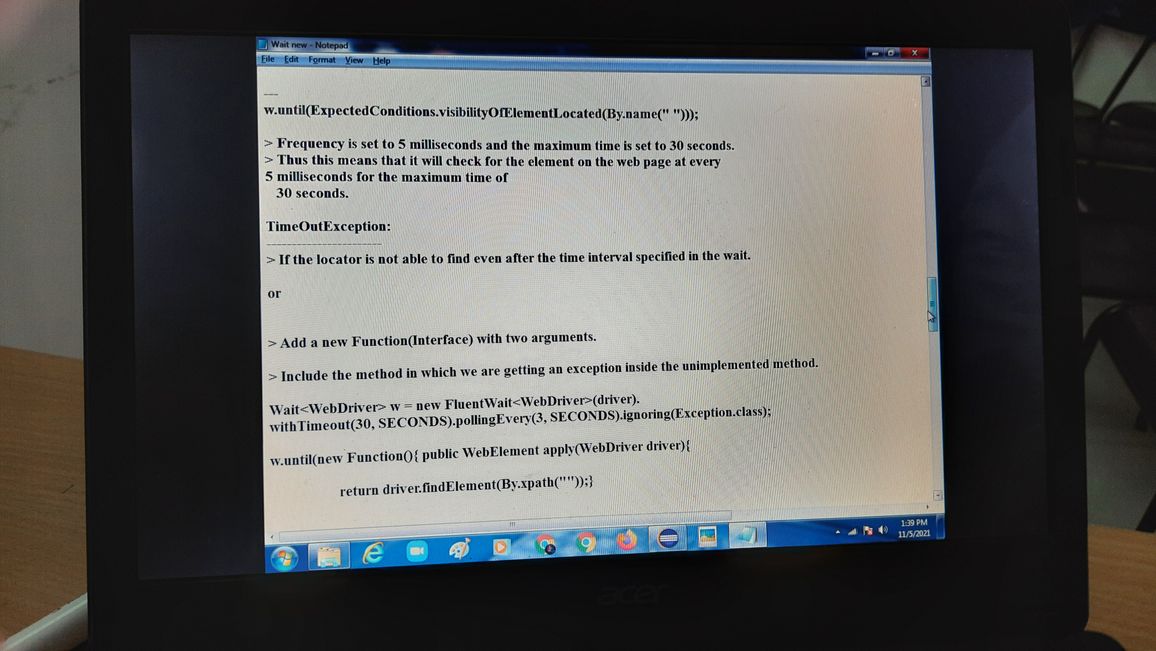 Wait new - Notepad
File Edit Format View Help
---
w.until(ExpectedConditions.visibilityOfElementLocated(By.name(" ")));
> Frequency is set to 5 milliseconds and the maximum time is set to 30 seconds.
> Thus this means that it will check for the element on the web page at every
5 milliseconds for the maximum time of
30 seconds.
TimeOutException:
------------------------
> If the locator is not able to find even after the time interval specified in the wait.
or
> Add a new Function(Interface) with two arguments.
> Include the method in which we are getting an exception inside the unimplemented method.
Wait<WebDriver> w = new FluentWait<WebDriver>(driver).
withTimeout(30, SECONDS).pollingEvery(3, SECONDS).ignoring(Exception.class);
w.until(new Function(){ public WebElement apply(WebDriver driver){
return driver.findElement(By.xpath(""));}
1:39 PM
11/5/2021
acer